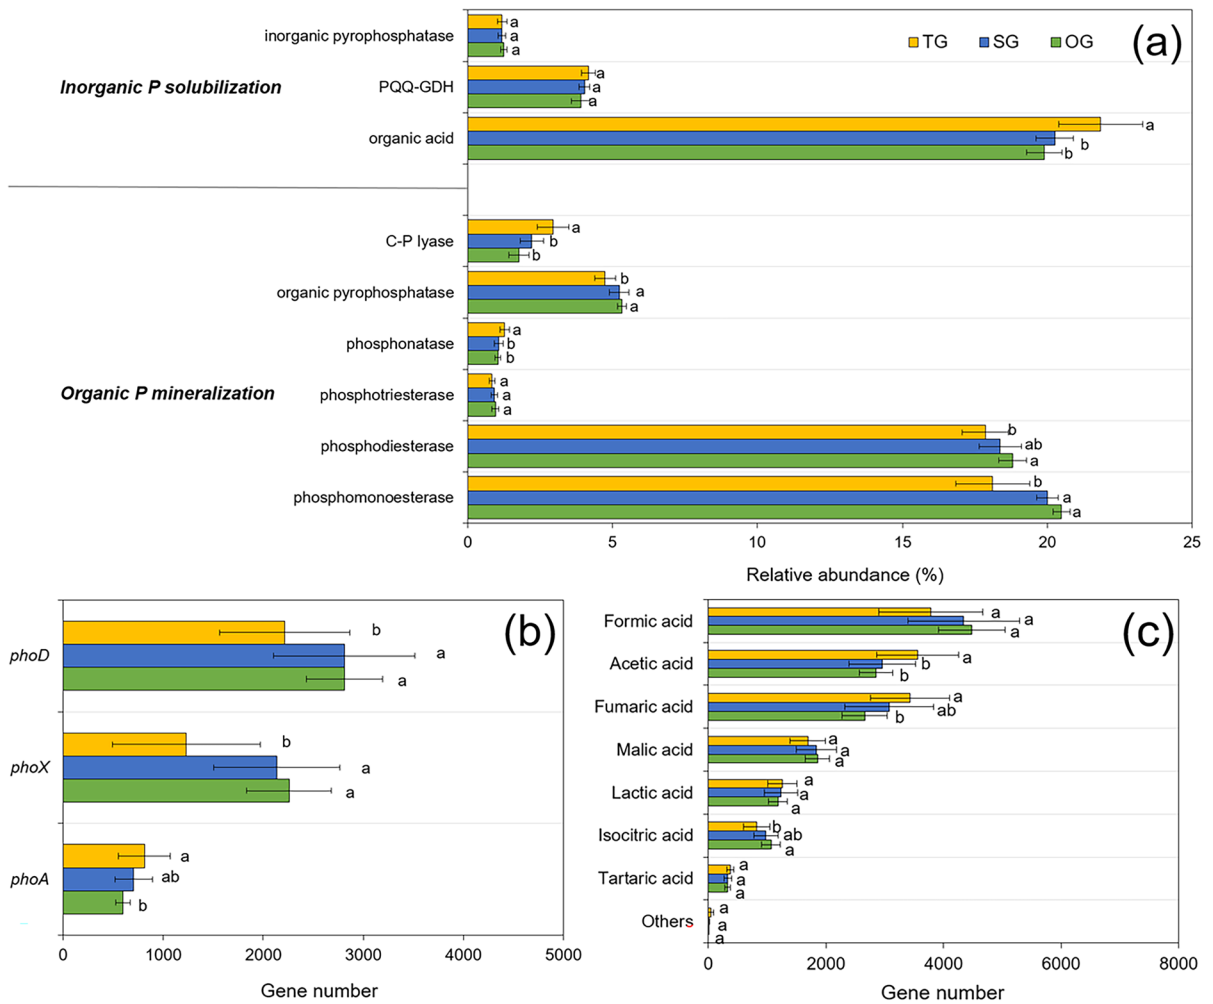 inorganic pyrophosphatase a a a
TG SG OG (a)
Inorganic P solubilization
PQQ-GDH a a a
organic acid a b b
C-P lyase a b b
organic pyrophosphatase b a a
phosphonatase a b b
Organic P mineralization
phosphotriesterase a a a
phosphodiesterase b ab a
phosphomonoesterase b a a
0 5 10 15 20 25
Relative abundance (%)
(b)
phoD b a a
phoX b a a
phoA a ab b
0 1000 2000 3000 4000 5000
Gene number
(c)
Formic acid a a a
Acetic acid a b b
Fumaric acid a ab b
Malic acid a a a
Lactic acid a a a
Isocitric acid b ab a
Tartaric acid a a a
Others a a a
0 2000 4000 6000 8000
Gene number